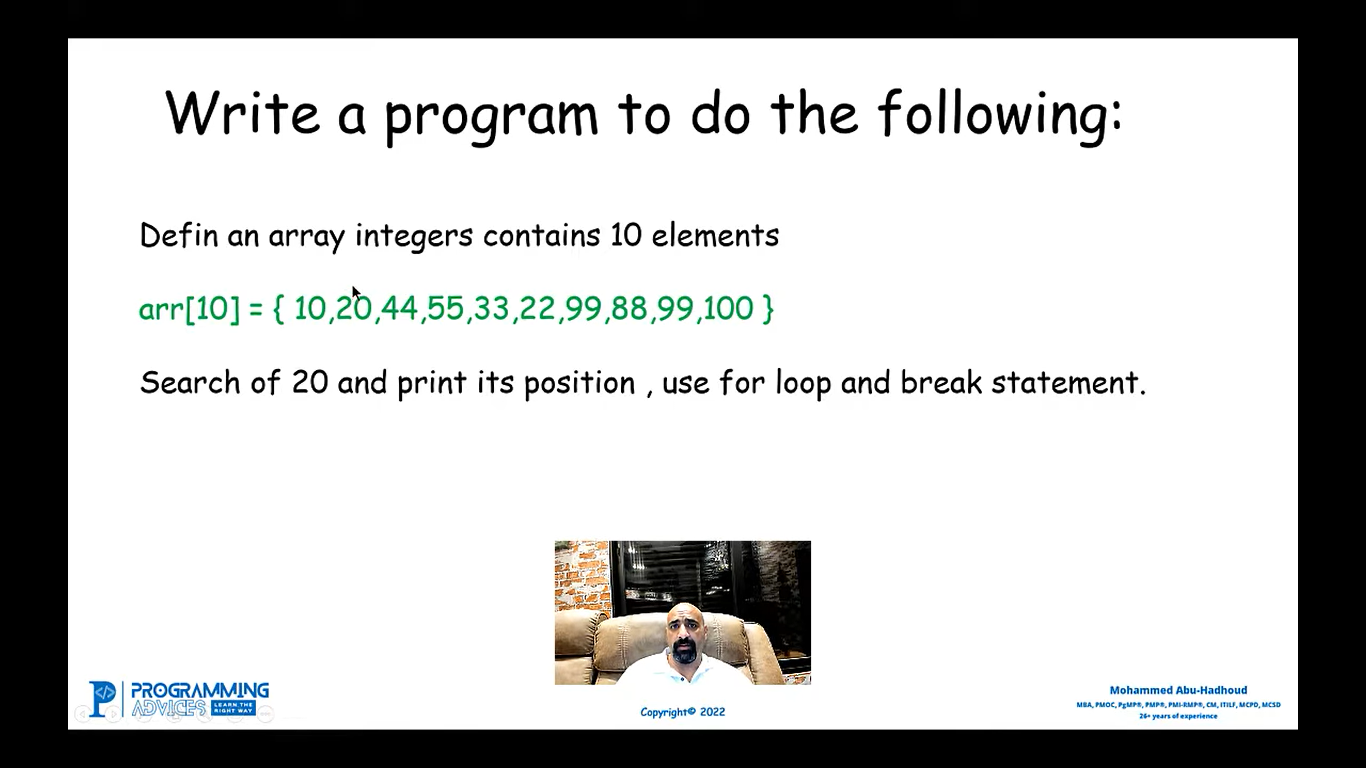 Write a program to do the following:
Defin an array integers contains 10 elements
arr[10] = { 10,20,44,55,33,22,99,88,99,100 }
Search of 20 and print its position , use for loop and break statement.
PROGRAMMING
ADVICES LEARN THE RIGHT WAY
Copyright© 2022
Mohammed Abu-Hadhoud
MBA, PMOC, PgMP®, PMP®, PMI-RMP®, CM, ITILF, MCPD, MCSD
26+ years of experience